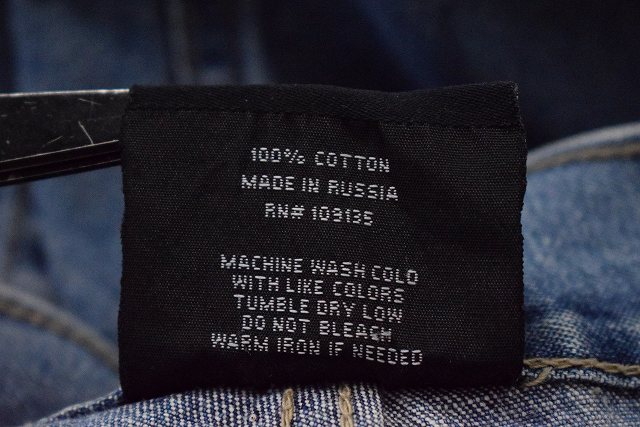 100% COTTON
MADE IN RUSSIA
RN# 109135
MACHINE WASH COLD
WITH LIKE COLORS
TUMBLE DRY LOW
DO NOT BLEACH
WARM IRON IF NEEDED